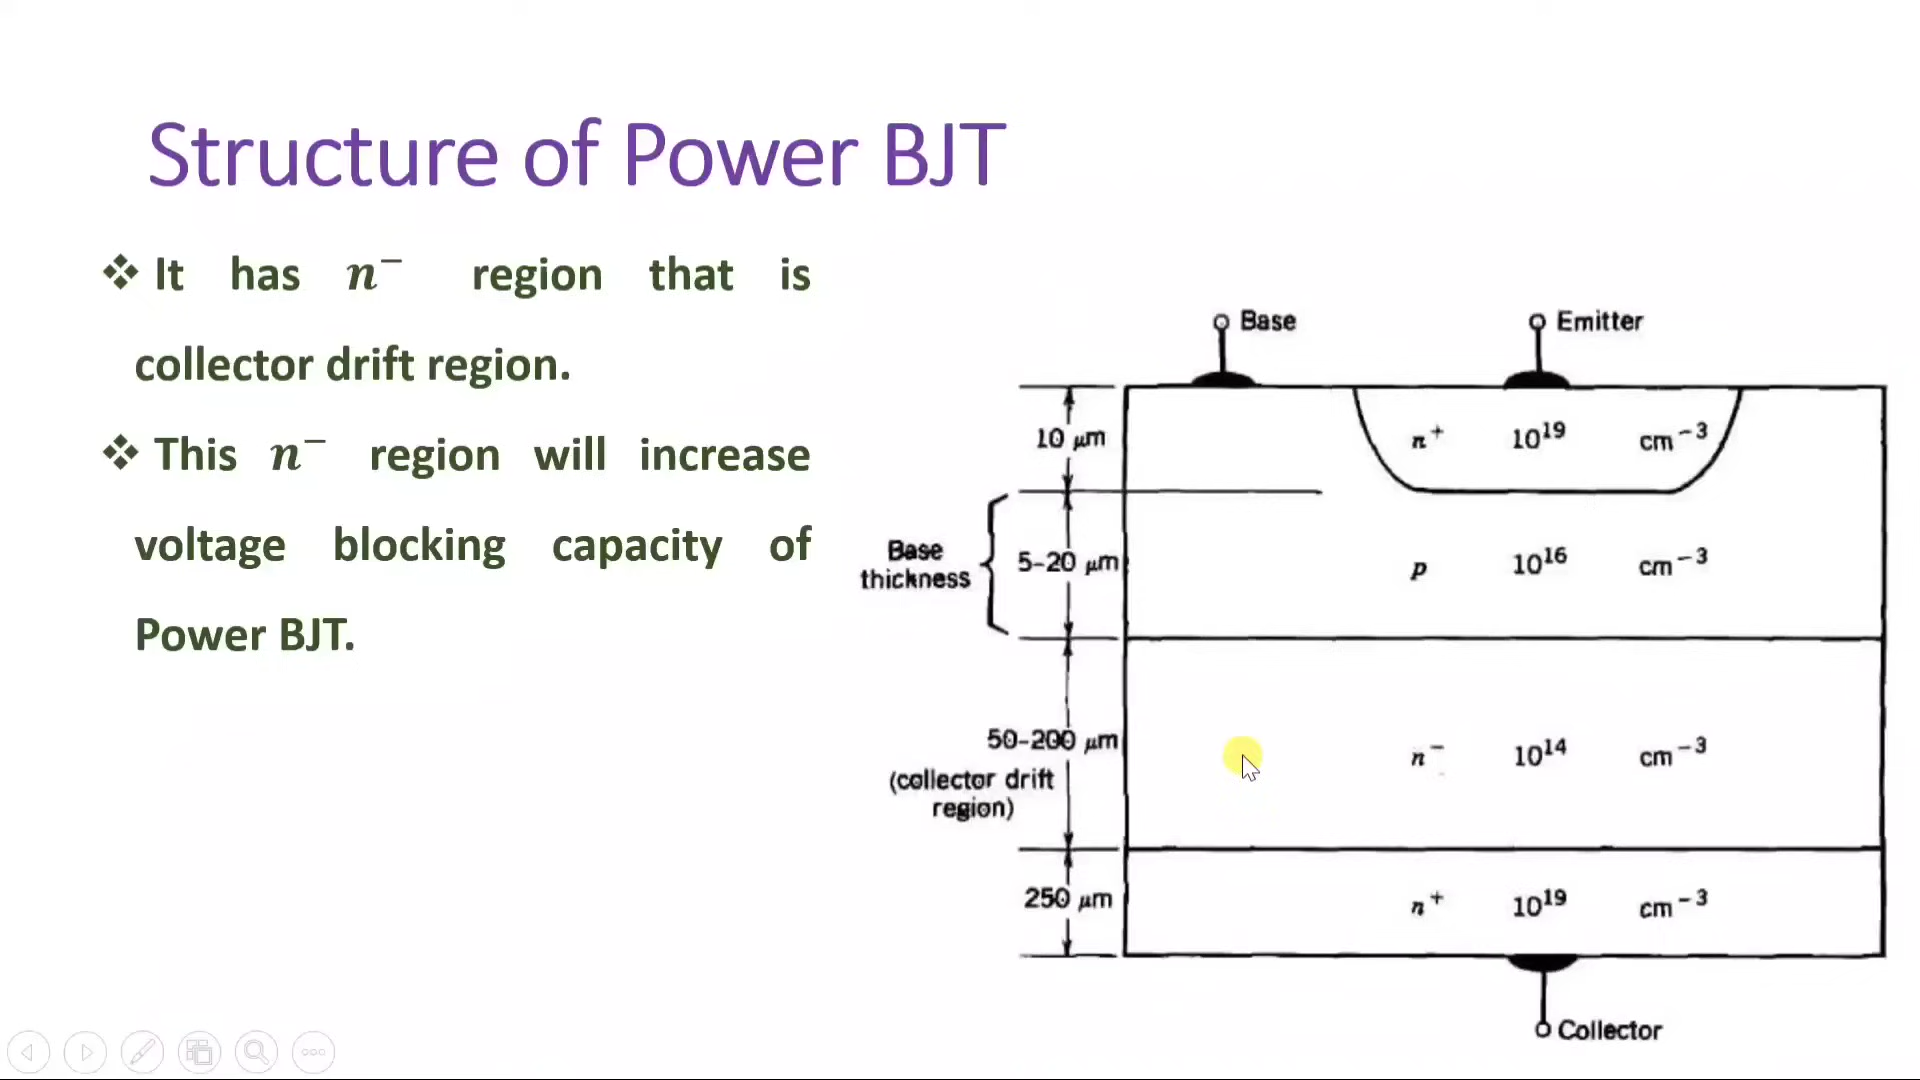 Structure of Power BJT
❖ It has n⁻ region that is
collector drift region.
❖ This n⁻ region will increase
voltage blocking capacity of
Power BJT.
Base
Emitter
10 μm
n⁺ 10¹⁹ cm⁻³
Base
thickness
5-20 μm
p 10¹⁶ cm⁻³
50-200 μm
(collector drift
region)
n⁻ 10¹⁴ cm⁻³
250 μm
n⁺ 10¹⁹ cm⁻³
Collector